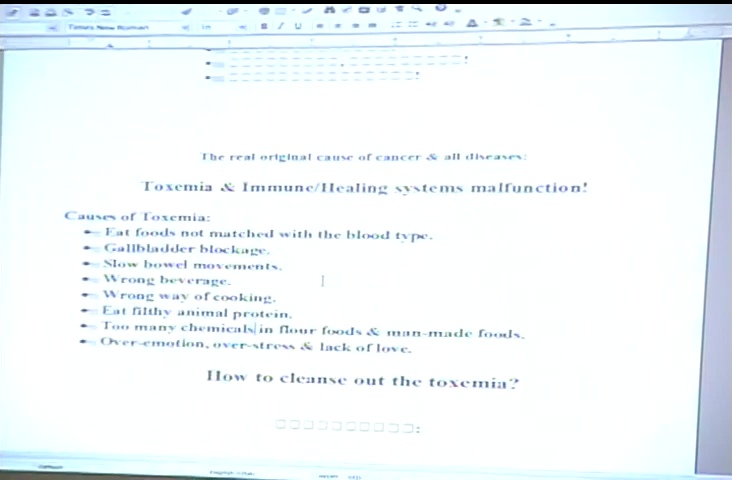 Times New Roman
The real original cause of cancer & all diseases:
Toxemia & Immune/Healing systems malfunction!
Causes of Toxemia:
Eat foods not matched with the blood type.
Gallbladder blockage.
Slow bowel movements.
Wrong beverage.
Wrong way of cooking.
Eat filthy animal protein.
Too many chemicals in flour foods & man-made foods.
Over-emotion, over-stress & lack of love.
How to cleanse out the toxemia?